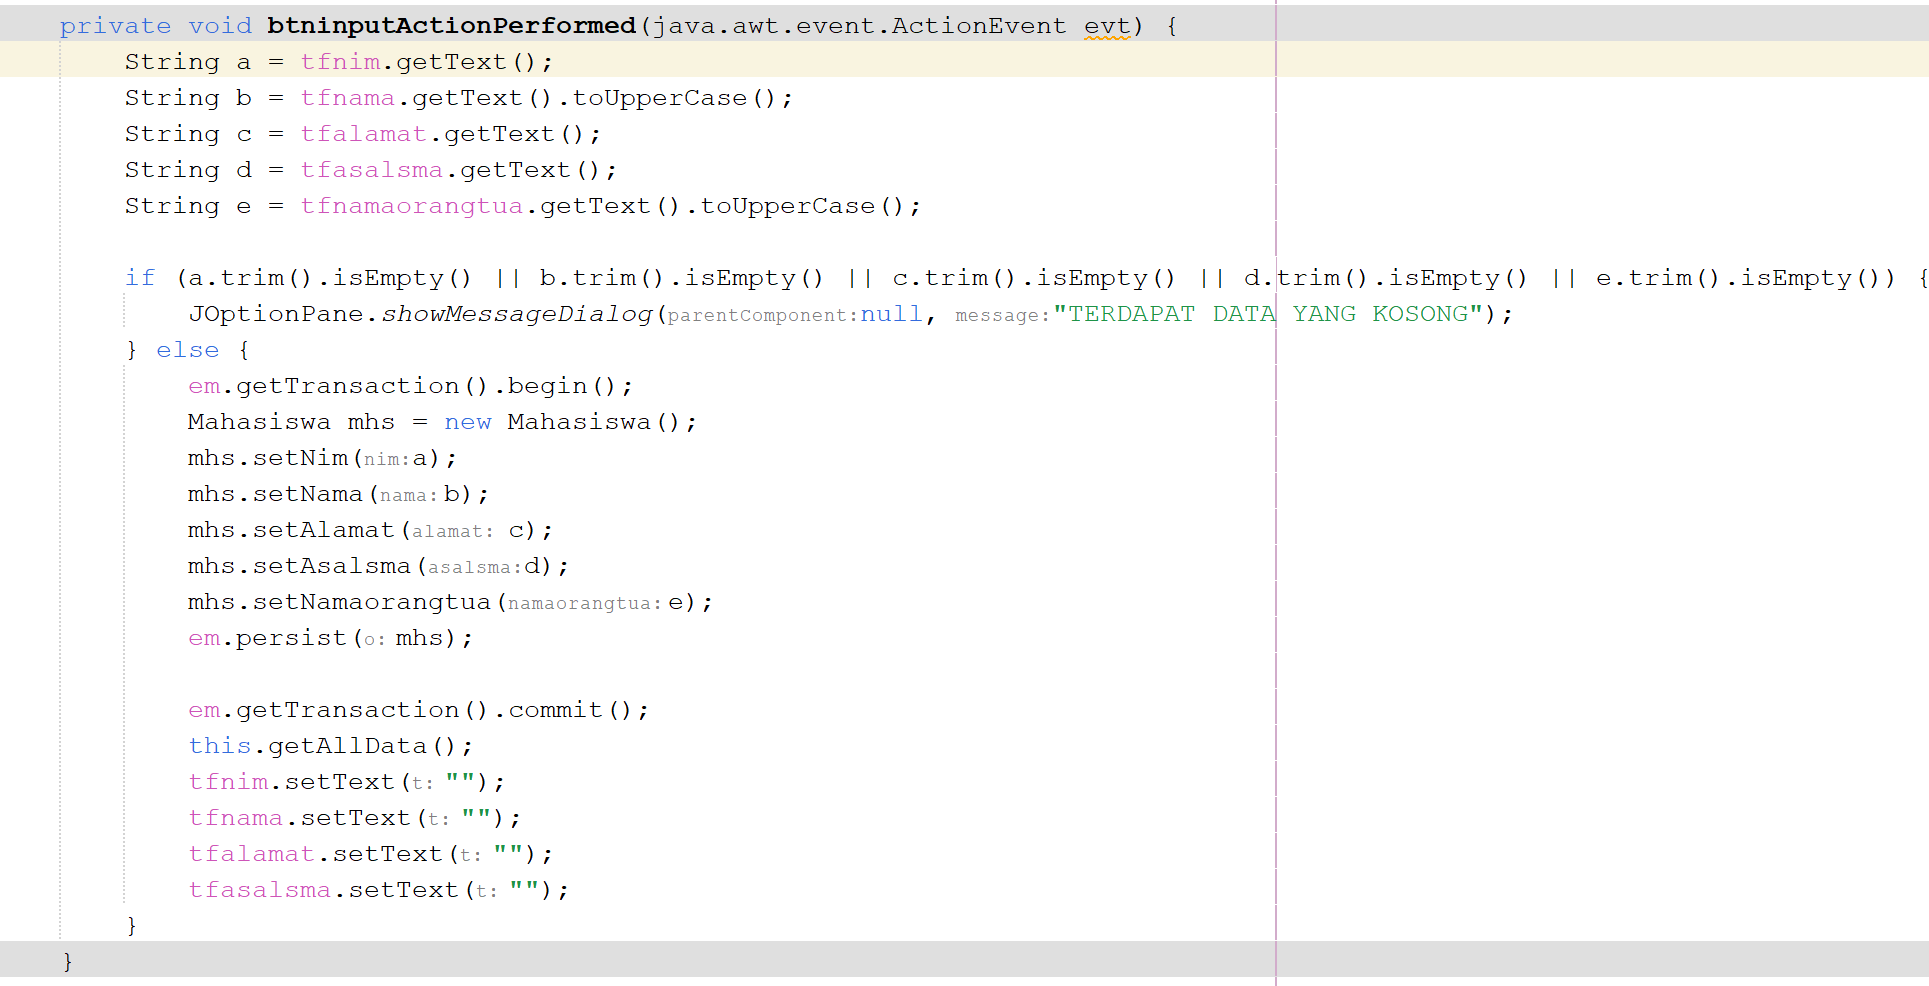 private void btninputActionPerformed(java.awt.event.ActionEvent evt) {
String a = tfnim.getText();
String b = tfnama.getText().toUpperCase();
String c = tfalamat.getText();
String d = tfasalsma.getText();
String e = tfnamaorangtua.getText().toUpperCase();
if (a.trim().isEmpty() || b.trim().isEmpty() || c.trim().isEmpty() || d.trim().isEmpty() || e.trim().isEmpty()) {
JOptionPane.showMessageDialog(parentComponent:null, message:"TERDAPAT DATA YANG KOSONG");
} else {
em.getTransaction().begin();
Mahasiswa mhs = new Mahasiswa();
mhs.setNim(nim:a);
mhs.setNama(nama:b);
mhs.setAlamat(alamat: c);
mhs.setAsalsma(asalsma:d);
mhs.setNamaorangtua(namaorangtua:e);
em.persist(o: mhs);
em.getTransaction().commit();
this.getAllData();
tfnim.setText(t: "");
tfnama.setText(t: "");
tfalamat.setText(t: "");
tfasalsma.setText(t: "");
}
}